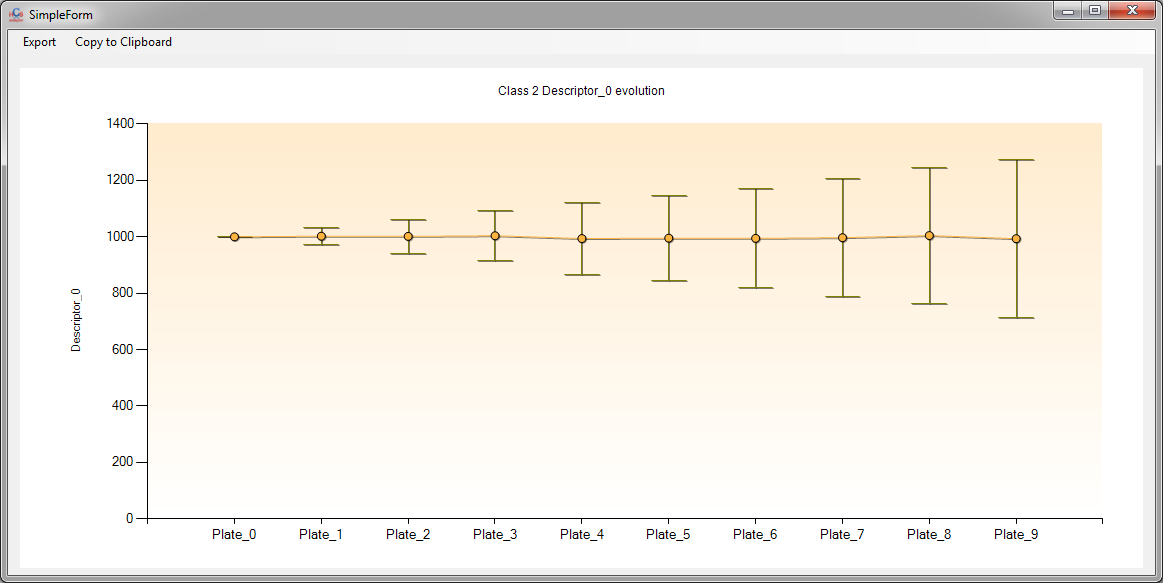 SimpleForm
Export Copy to Clipboard
Class 2 Descriptor_0 evolution
1400
1200
1000
800
600
400
200
0
Descriptor_0
Plate_0 Plate_1 Plate_2 Plate_3 Plate_4 Plate_5 Plate_6 Plate_7 Plate_8 Plate_9